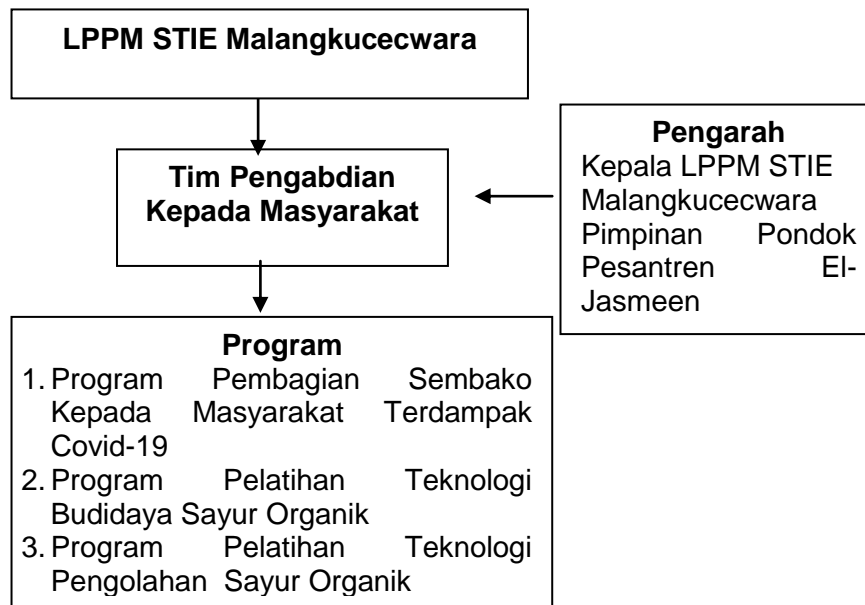 LPPM STIE Malangkucecwara
Tim Pengabdian
Kepada Masyarakat
Pengarah
Kepala LPPM STIE
Malangkucecwara
Pimpinan Pondok
Pesantren El-
Jasmeen
Program
1. Program Pembagian Sembako
Kepada Masyarakat Terdampak
Covid-19
2. Program Pelatihan Teknologi
Budidaya Sayur Organik
3. Program Pelatihan Teknologi
Pengolahan Sayur Organik